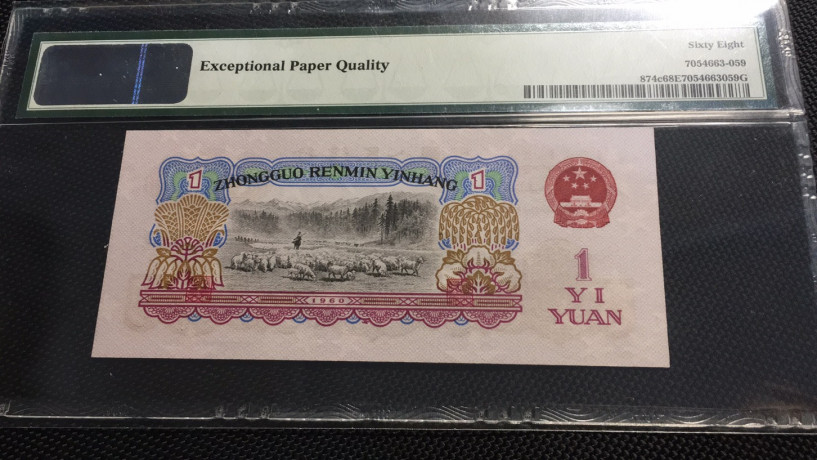 Exceptional Paper Quality
Sixty Eight
7054663-059
874c68E7054663059G
ZHONGGUO RENMIN YINHANG
1
1
1960
1
YI
YUAN